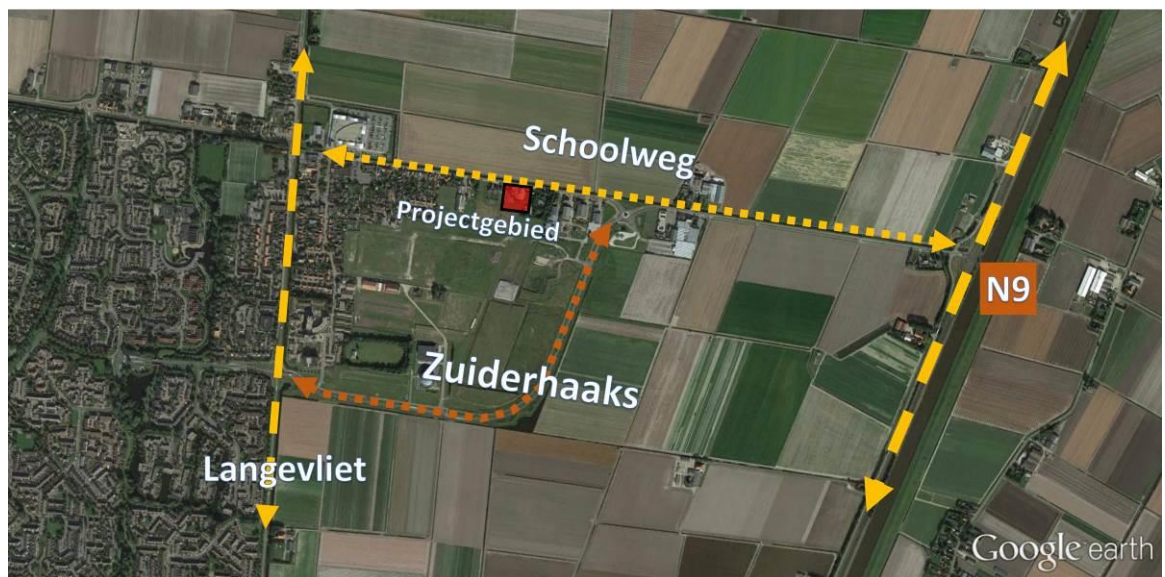 Schoolweg
Projectgebied
N9
Zuiderhaaks
Langevliet
Google earth